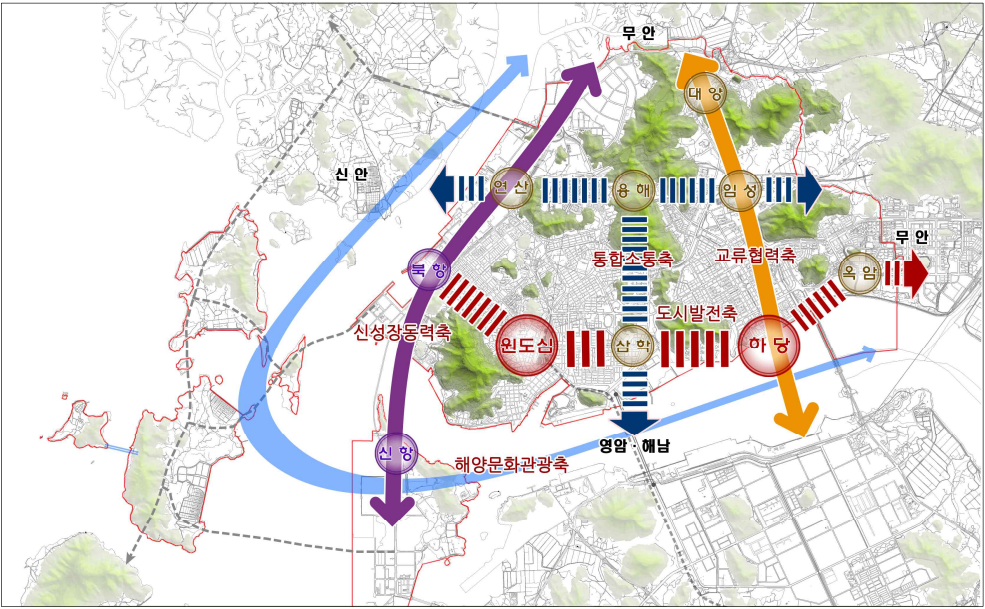 무 안
대 양
신 안
연 산
용 해
임 성
무 안
통합소통축
교류협력축
북 항
옥 암
도시발전축
신성장동력축
원도심
삼 학
하 당
영암 · 해남
신 항
해양문화관광축